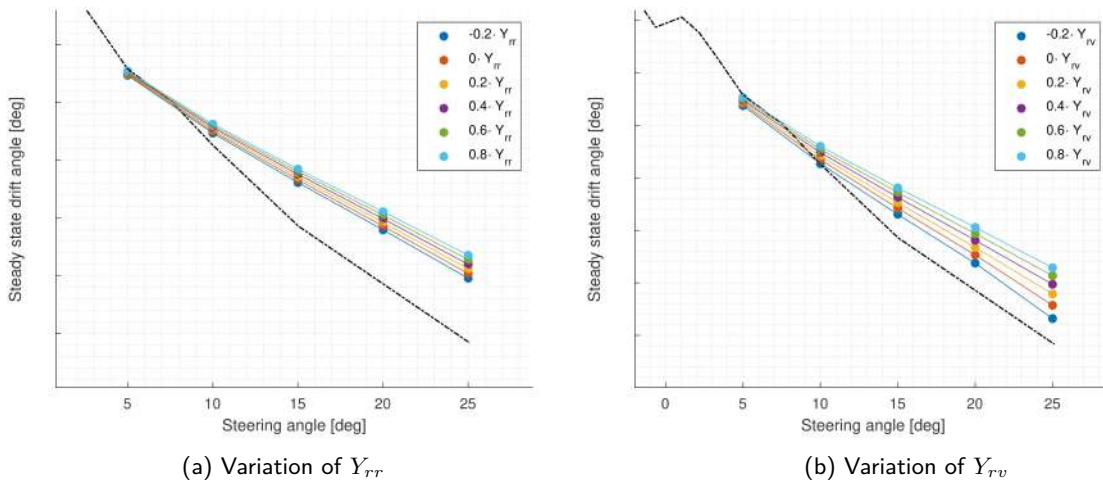 Steady state drift angle [deg]
-0.2· Y_rr
0· Y_rr
0.2· Y_rr
0.4· Y_rr
0.6· Y_rr
0.8· Y_rr
5 10 15 20 25
Steering angle [deg]
(a) Variation of Y_rr
Steady state drift angle [deg]
-0.2· Y_rv
0· Y_rv
0.2· Y_rv
0.4· Y_rv
0.6· Y_rv
0.8· Y_rv
0 5 10 15 20 25
Steering angle [deg]
(b) Variation of Y_rv